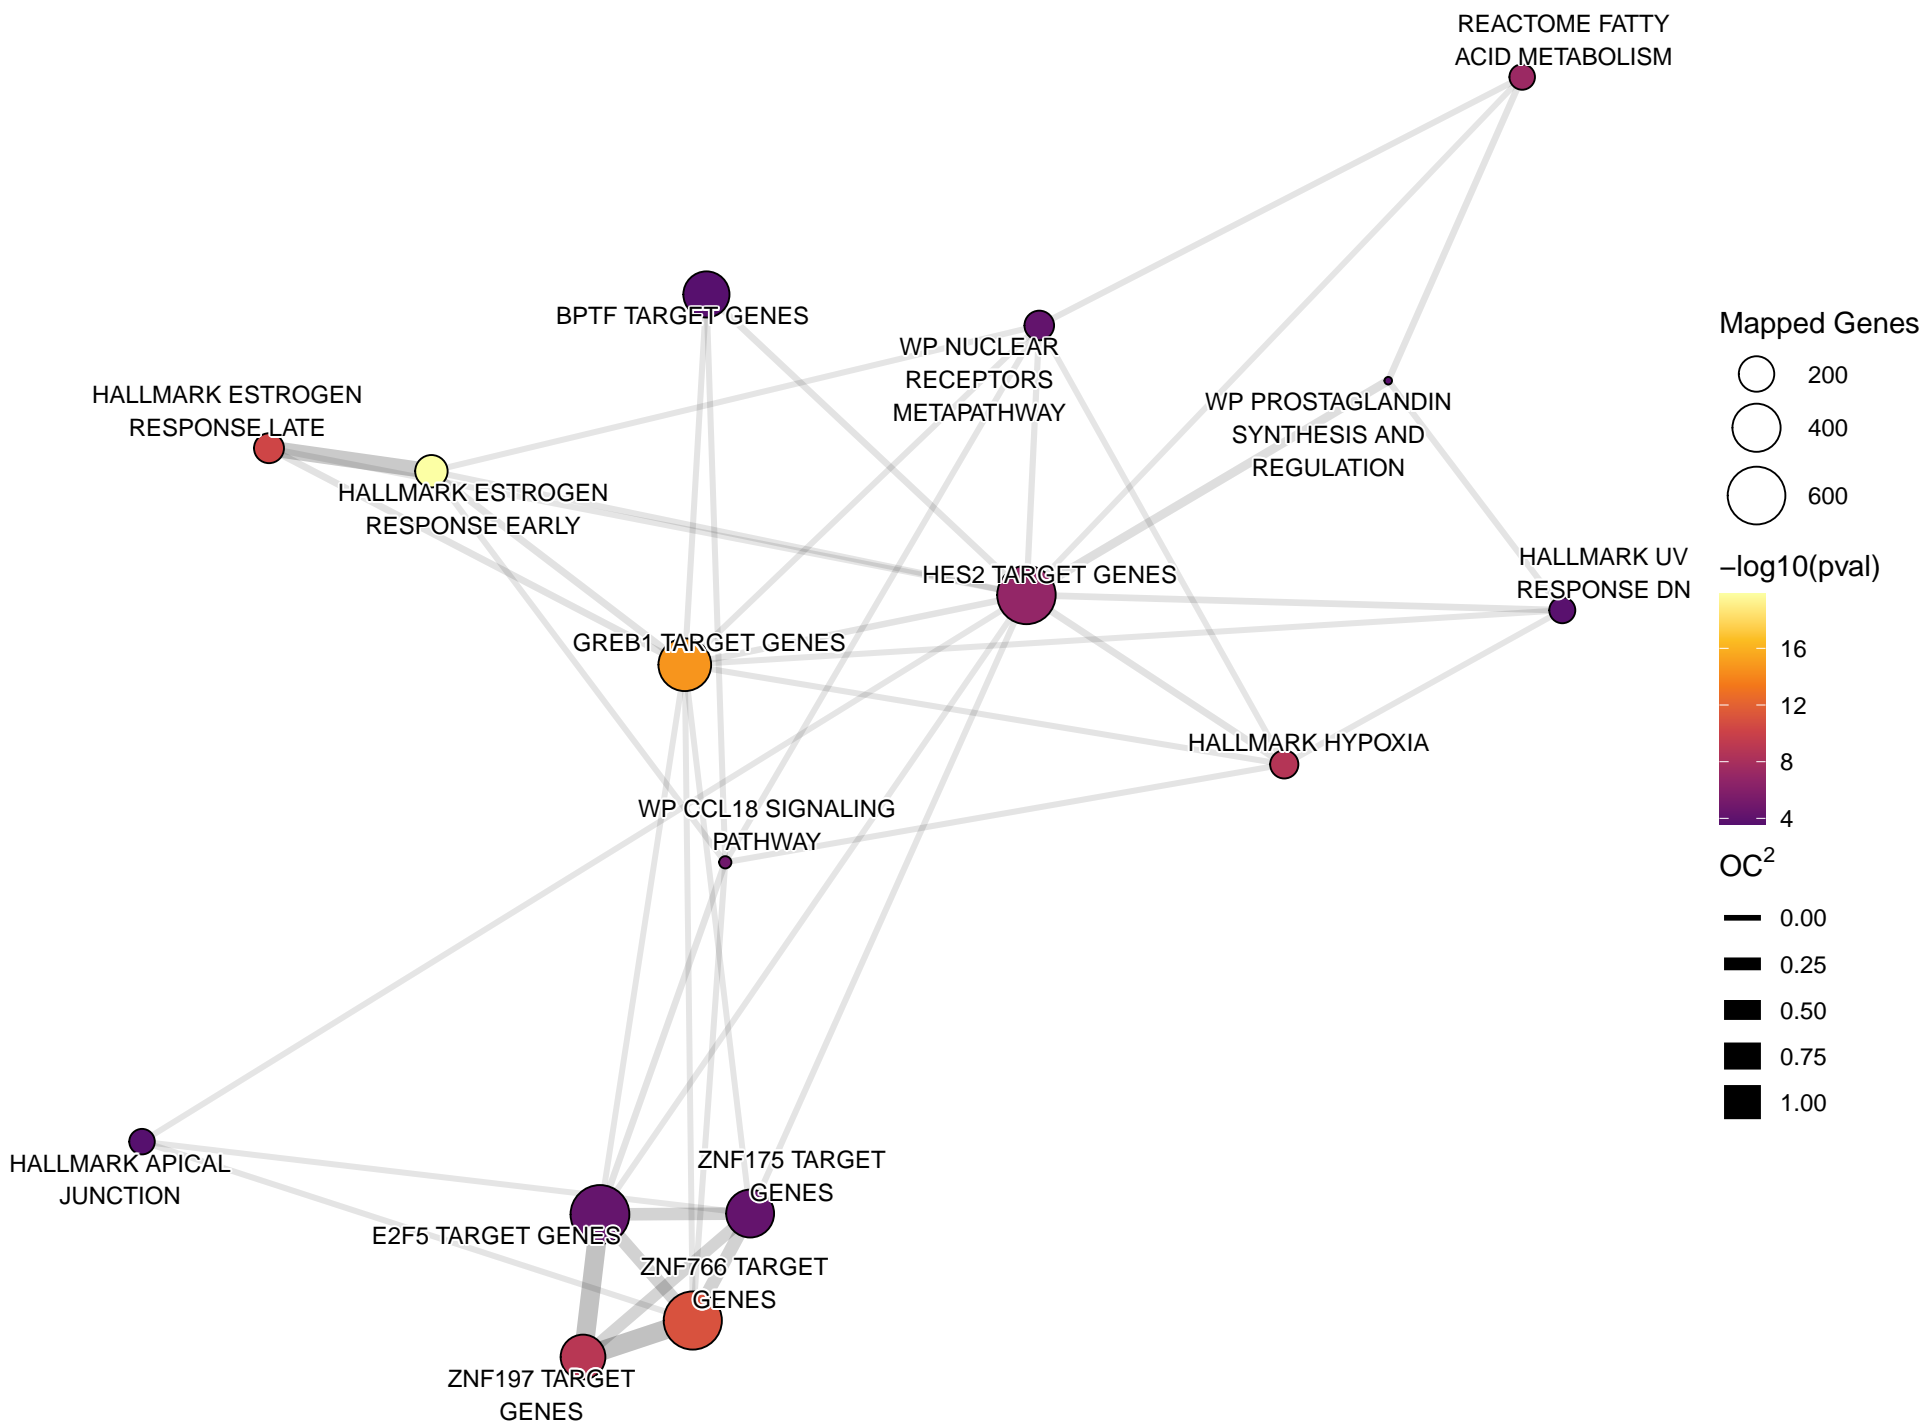 REACTOME FATTY
ACID METABOLISM
BPTF TARGET GENES
WP NUCLEAR
RECEPTORS
METAPATHWAY
HALLMARK ESTROGEN
RESPONSE LATE
WP PROSTAGLANDIN
SYNTHESIS AND
REGULATION
HALLMARK ESTROGEN
RESPONSE EARLY
HES2 TARGET GENES
HALLMARK UV
RESPONSE DN
GREB1 TARGET GENES
HALLMARK HYPOXIA
WP CCL18 SIGNALING
PATHWAY
HALLMARK APICAL
JUNCTION
ZNF175 TARGET
GENES
E2F5 TARGET GENES
ZNF766 TARGET
GENES
ZNF197 TARGET
GENES
Mapped Genes
200
400
600
−log10(pval)
16
12
8
4
OC²
0.00
0.25
0.50
0.75
1.00